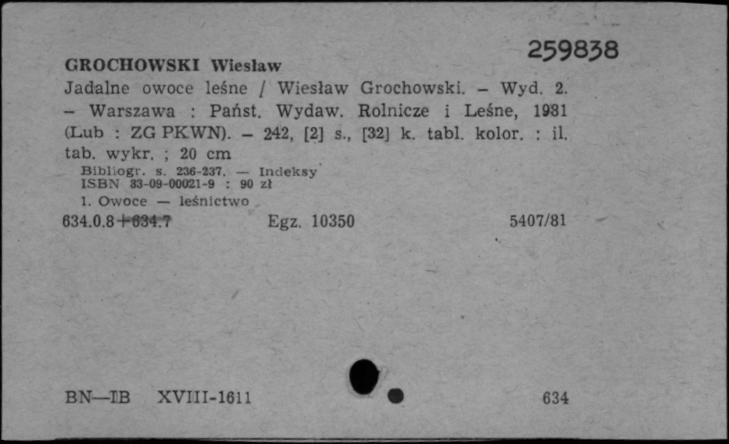 259838
GROCHOWSKI Wiesław
Jadalne owoce leśne / Wiesław Grochowski. — Wyd. 2.
— Warszawa : Państ. Wydaw. Rolnicze i Leśne, 1981
(Lub : ZG PKWN). — 242, [2] s., [32] k. tabl. kolor. : il.
tab. wykr. ; 20 cm
Bibliogr. s. 236-237. — Indeksy
ISBN 83-09-00021-9 : 90 zł
1. Owoce — leśnictwo
634.0.8+634.7 Egz. 10350 5407/81
BN—IB XVIII-1611 634